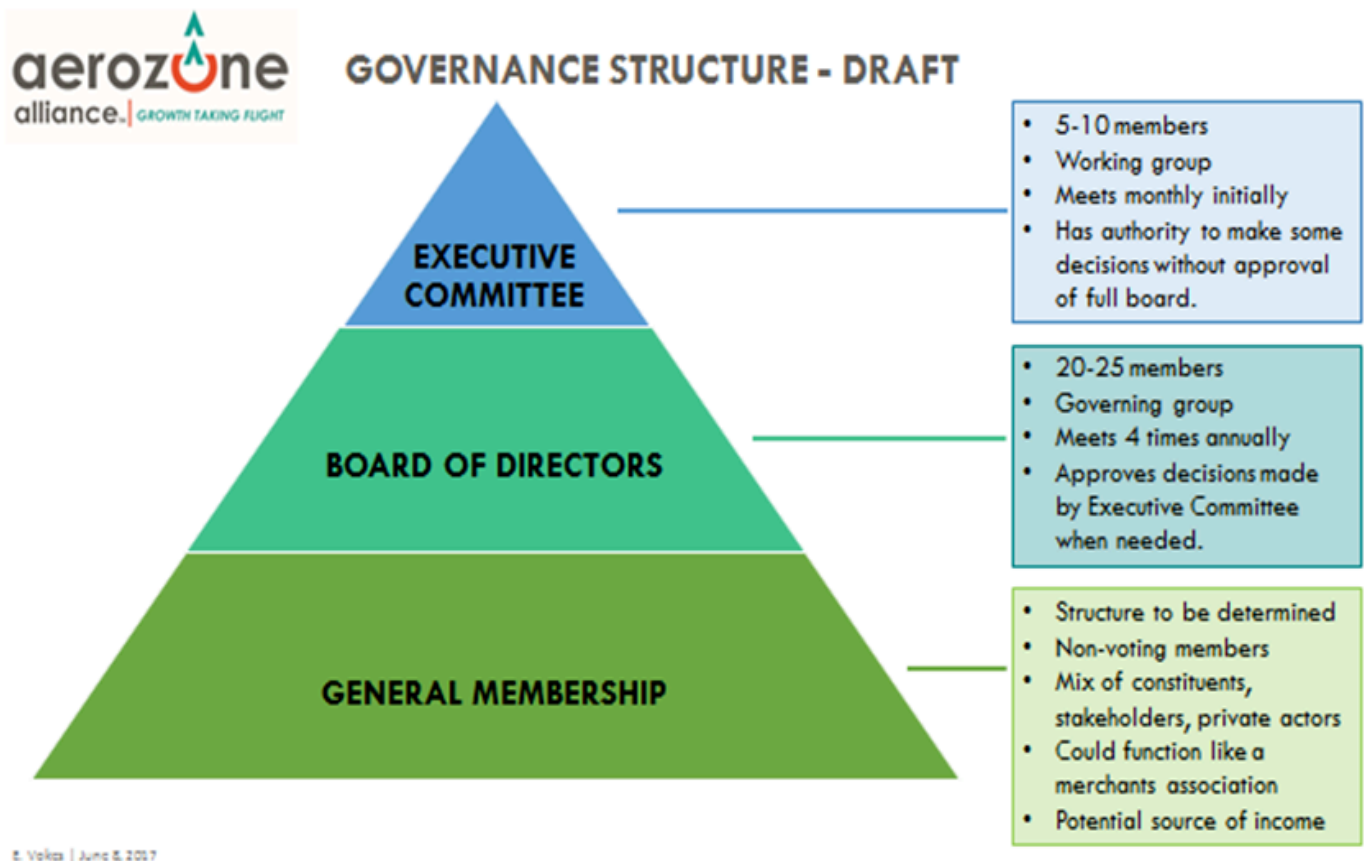 aerozone
alliance™ | GROWTH TAKING FLIGHT
GOVERNANCE STRUCTURE - DRAFT
EXECUTIVE
COMMITTEE
• 5-10 members
• Working group
• Meets monthly initially
• Has authority to make some
decisions without approval
of full board.
BOARD OF DIRECTORS
• 20-25 members
• Governing group
• Meets 4 times annually
• Approves decisions made
by Executive Committee
when needed.
GENERAL MEMBERSHIP
• Structure to be determined
• Non-voting members
• Mix of constituents,
stakeholders, private actors
• Could function like a
merchants association
• Potential source of income
| June 2017